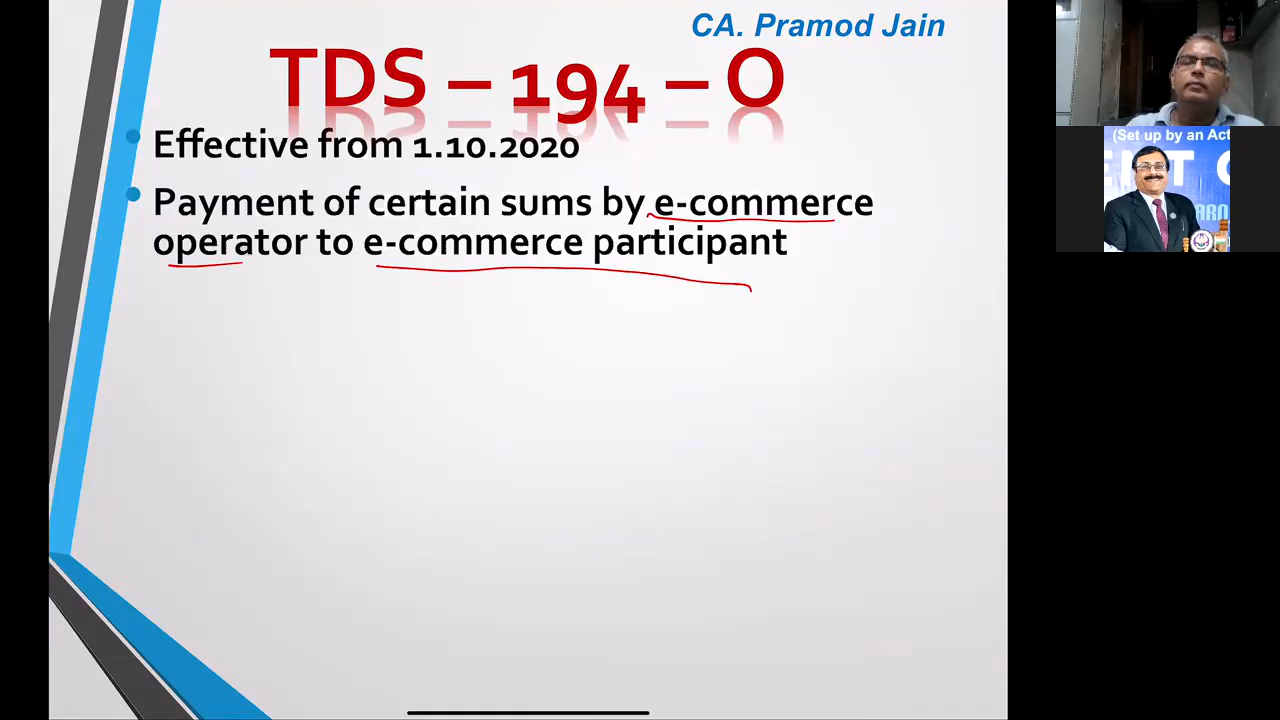 CA. Pramod Jain
TDS – 194 – O
Effective from 1.10.2020
Payment of certain sums by e-commerce
operator to e-commerce participant
(Set up by an Act
ENT